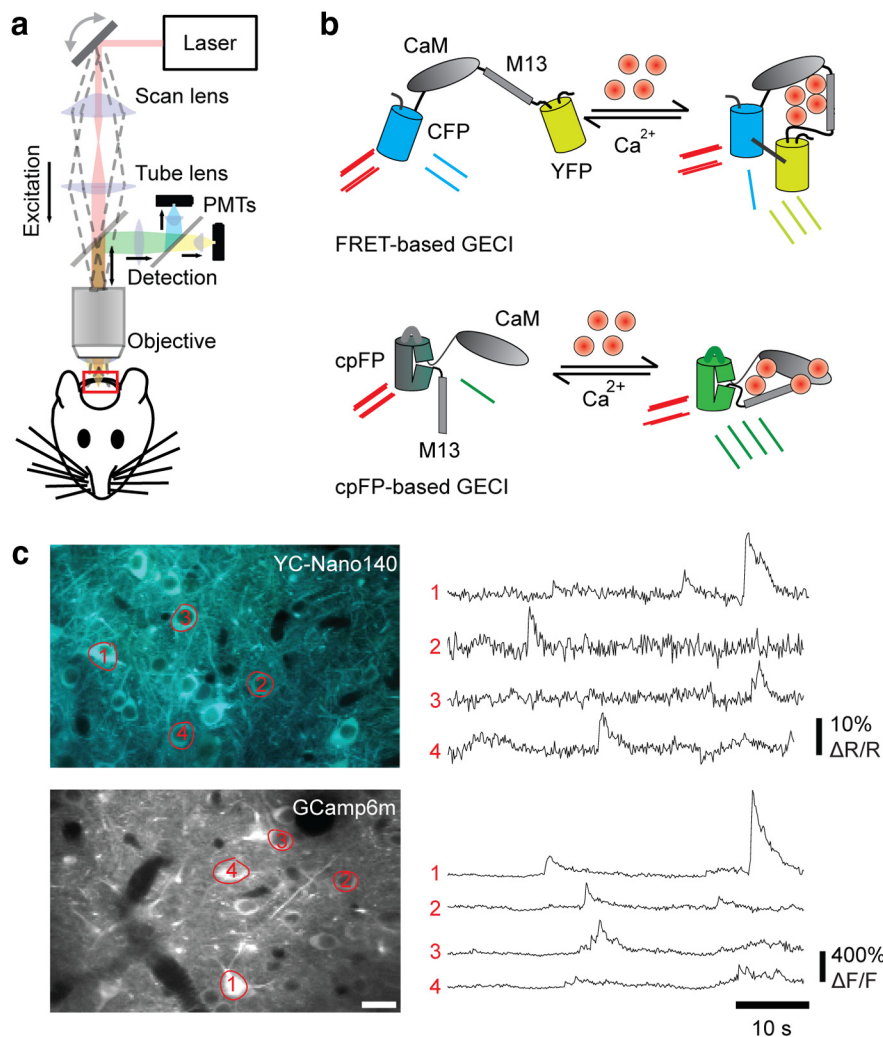 a
Laser
Scan lens
Excitation
Tube lens
PMTs
Detection
Objective
b
CaM
M13
CFP
YFP
Ca2+
FRET-based GECI
CaM
cpFP
Ca2+
M13
cpFP-based GECI
c
YC-Nano140
3
1
2
4
1
2
3
4
10%
ΔR/R
GCamp6m
3
4
2
1
1
2
3
4
400%
ΔF/F
10 s